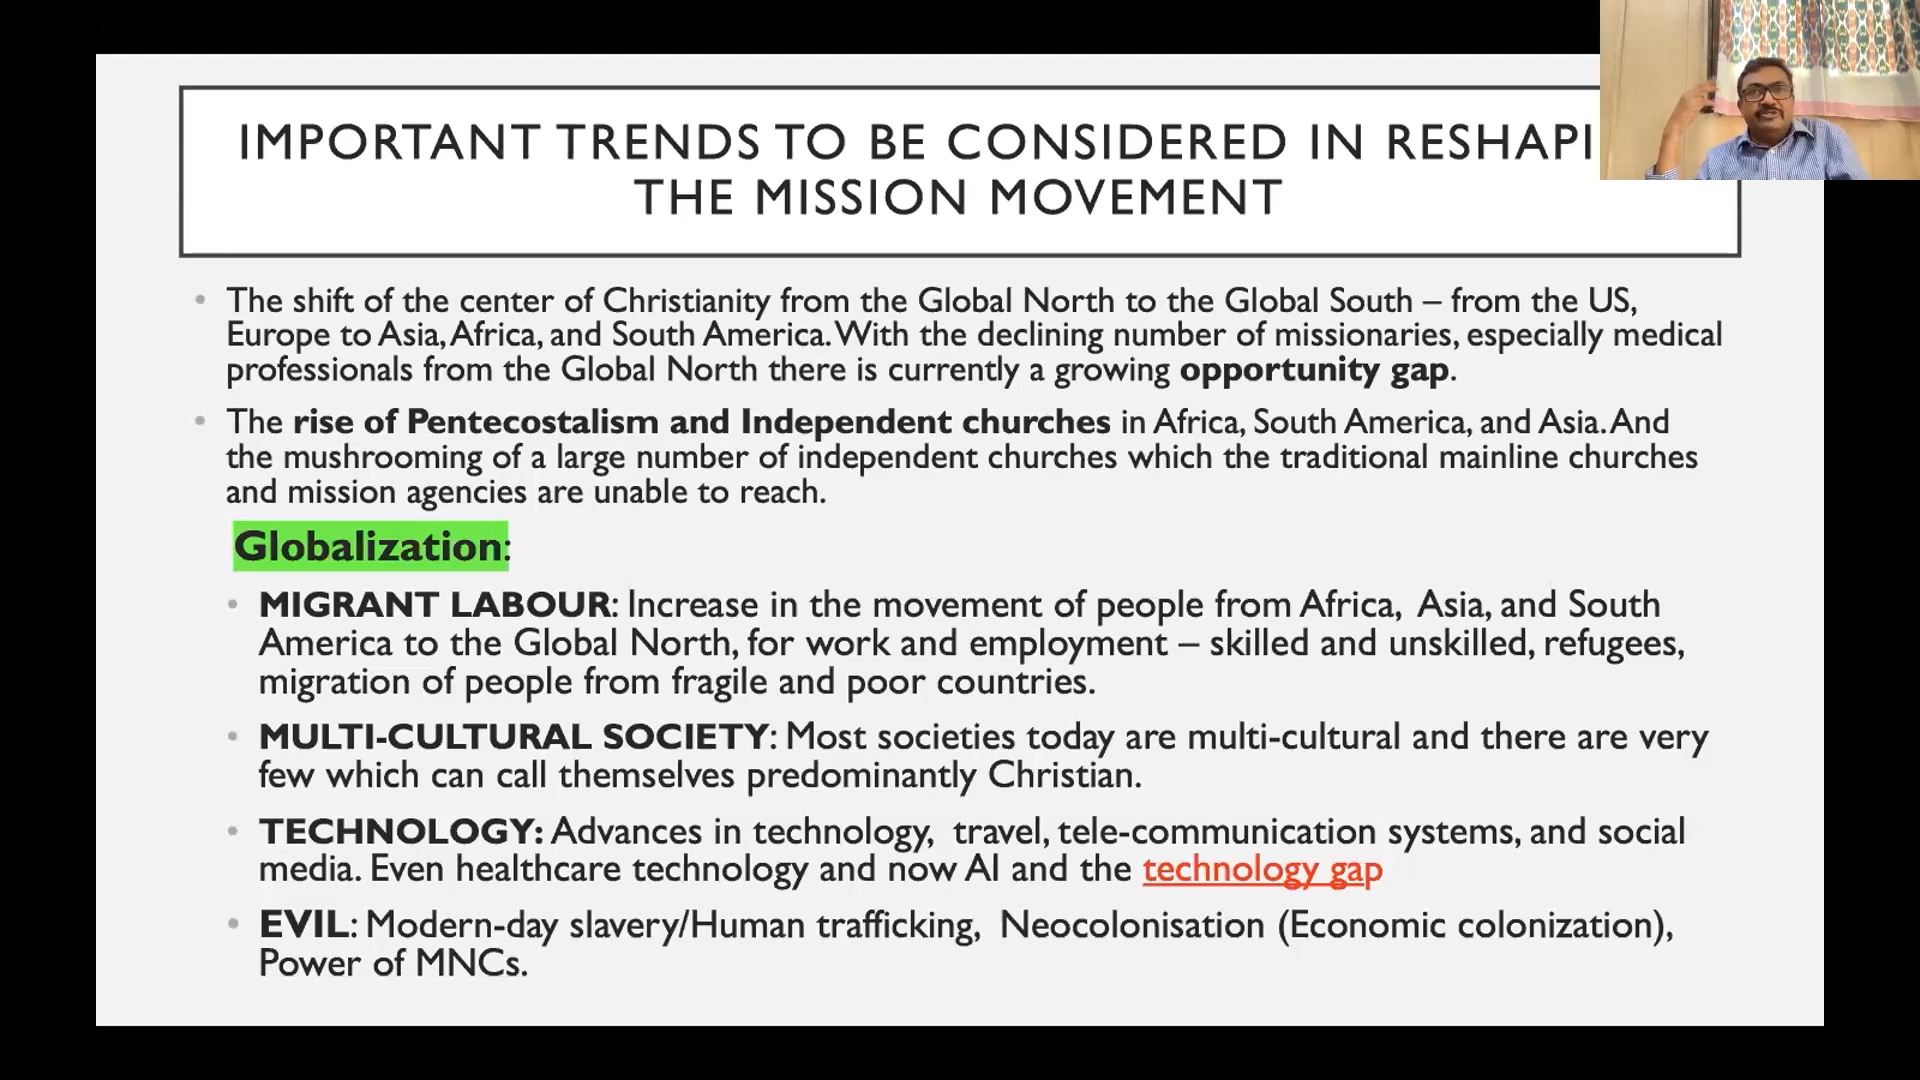 IMPORTANT TRENDS TO BE CONSIDERED IN RESHAPI
THE MISSION MOVEMENT
• The shift of the center of Christianity from the Global North to the Global South – from the US,
Europe to Asia, Africa, and South America. With the declining number of missionaries, especially medical
professionals from the Global North there is currently a growing opportunity gap.
• The rise of Pentecostalism and Independent churches in Africa, South America, and Asia. And
the mushrooming of a large number of independent churches which the traditional mainline churches
and mission agencies are unable to reach.
Globalization:
• MIGRANT LABOUR: Increase in the movement of people from Africa, Asia, and South
America to the Global North, for work and employment – skilled and unskilled, refugees,
migration of people from fragile and poor countries.
• MULTI-CULTURAL SOCIETY: Most societies today are multi-cultural and there are very
few which can call themselves predominantly Christian.
• TECHNOLOGY: Advances in technology, travel, tele-communication systems, and social
media. Even healthcare technology and now AI and the technology gap
• EVIL: Modern-day slavery/Human trafficking, Neocolonisation (Economic colonization),
Power of MNCs.